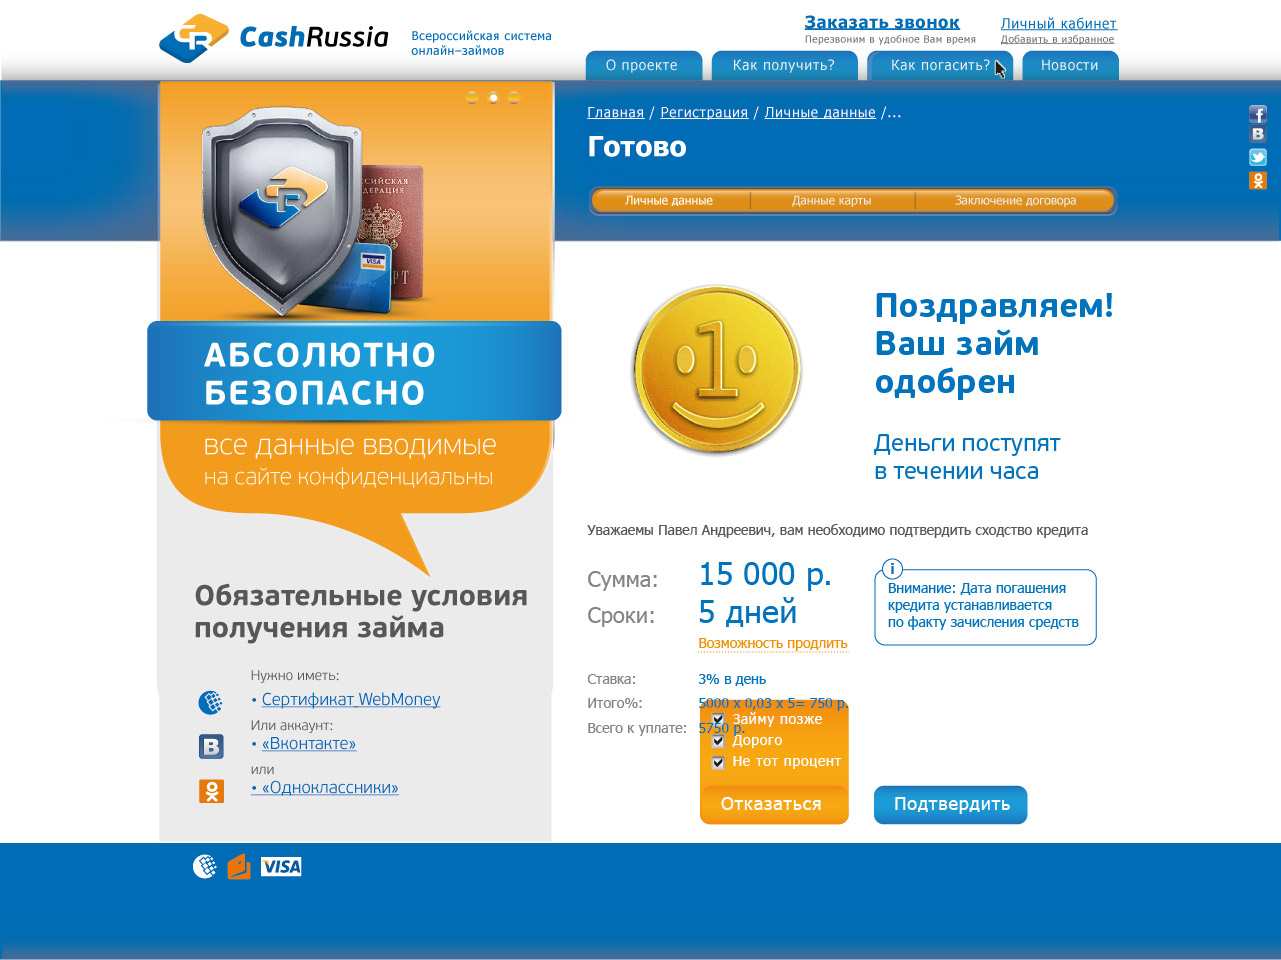 CashRussia
Всероссийская система
онлайн–займов
Заказать звонок
Перезвоним в удобное Вам время
Личный кабинет
Добавить в избранное
О проекте
Как получить?
Как погасить?
Новости
Главная / Регистрация / Личные данные /...
Готово
Личные данные
Данные карты
Заключение договора
VISA
АБСОЛЮТНО
БЕЗОПАСНО
все данные вводимые
на сайте конфиденциальны
Обязательные условия
получения займа
Нужно иметь:
• Сертификат WebMoney
Или аккаунт:
• «Вконтакте»
или
• «Одноклассники»
Поздравляем!
Ваш займ
одобрен
Деньги поступят
в течении часа
Уважаемы Павел Андреевич, вам необходимо подтвердить сходство кредита
Сумма: 15 000 р.
Сроки: 5 дней
Возможность продлить
i
Внимание: Дата погашения
кредита устанавливается
по факту зачисления средств
Ставка: 3% в день
Итого%: 5000 x 0,03 x 5= 750 р.
Всего к уплате: 5750 р.
Займу позже
Дорого
Не тот процент
Отказаться
Подтвердить
VISA